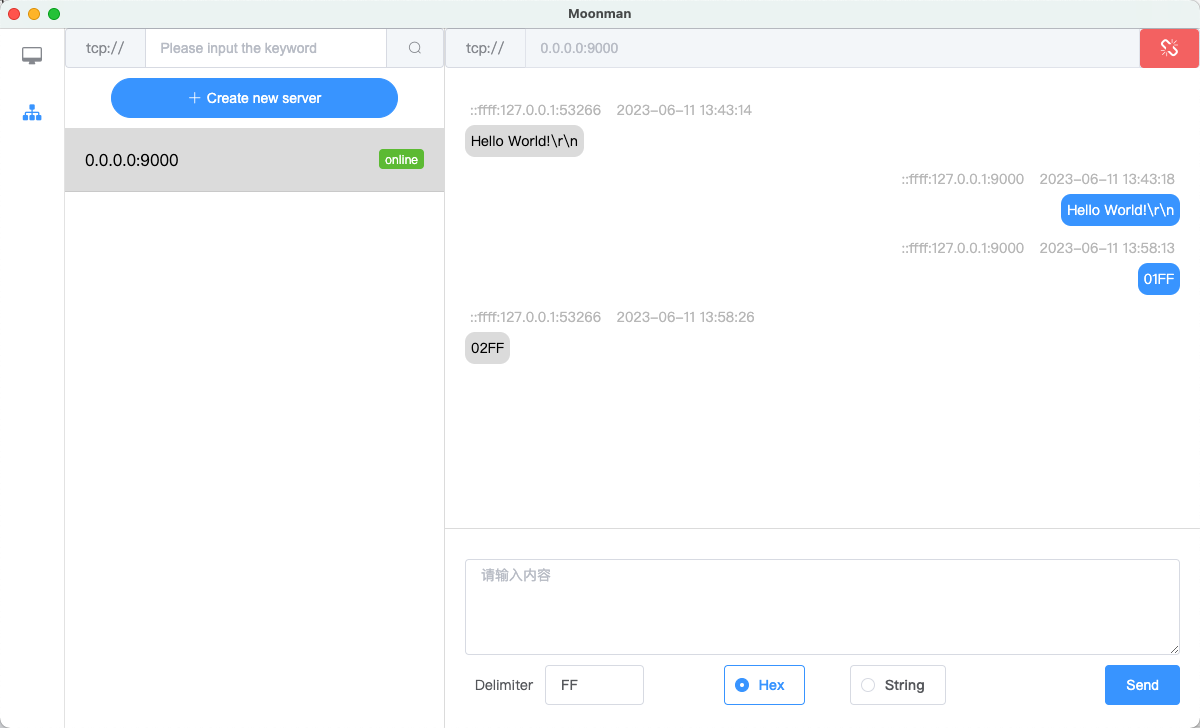 Moonman
tcp://
Please input the keyword
tcp://
0.0.0.0:9000
Create new server
0.0.0.0:9000
online
::ffff:127.0.0.1:53266 2023-06-11 13:43:14
Hello World!\r\n
::ffff:127.0.0.1:9000 2023-06-11 13:43:18
Hello World!\r\n
::ffff:127.0.0.1:9000 2023-06-11 13:58:13
01FF
::ffff:127.0.0.1:53266 2023-06-11 13:58:26
02FF
请输入内容
Delimiter
FF
Hex
String
Send